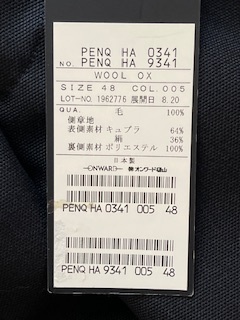 PENQ HA 0341
NO. PENQ HA 9341
WOOL OX
SIZE 48 COL.005
LOT-NO. 1962776 展開日 8.20
QUA. 毛 100%
側章地
表側素材 キュプラ 64%
絹 36%
裏側素材 ポリエステル 100%
日本製
ONWARD ㈱オンワード樫山
PENQ HA 0341 005 48
PENQ HA 9341 005 48